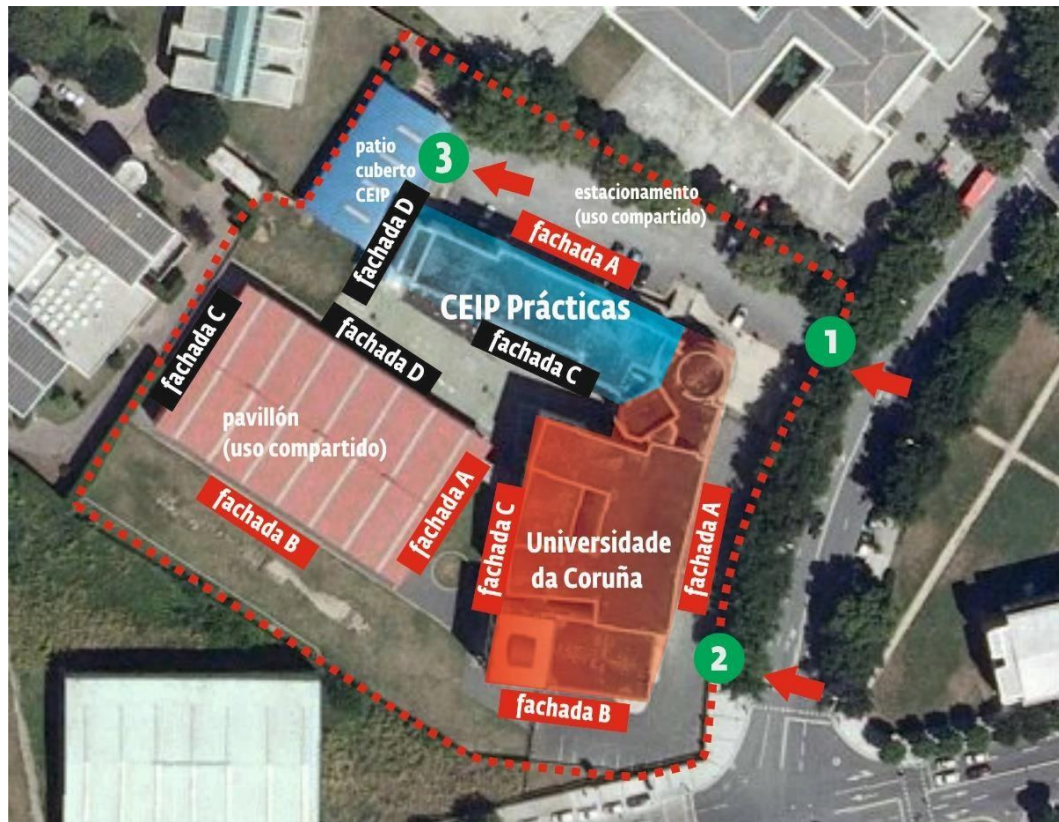 patio
cuberto
CEIP
3
estacionamento
(uso compartido)
fachada D
fachada A
CEIP Prácticas
1
fachada C
fachada D
fachada C
pavillón
(uso compartido)
fachada A
fachada B
fachada C
Universidade
da Coruña
fachada A
2
fachada B